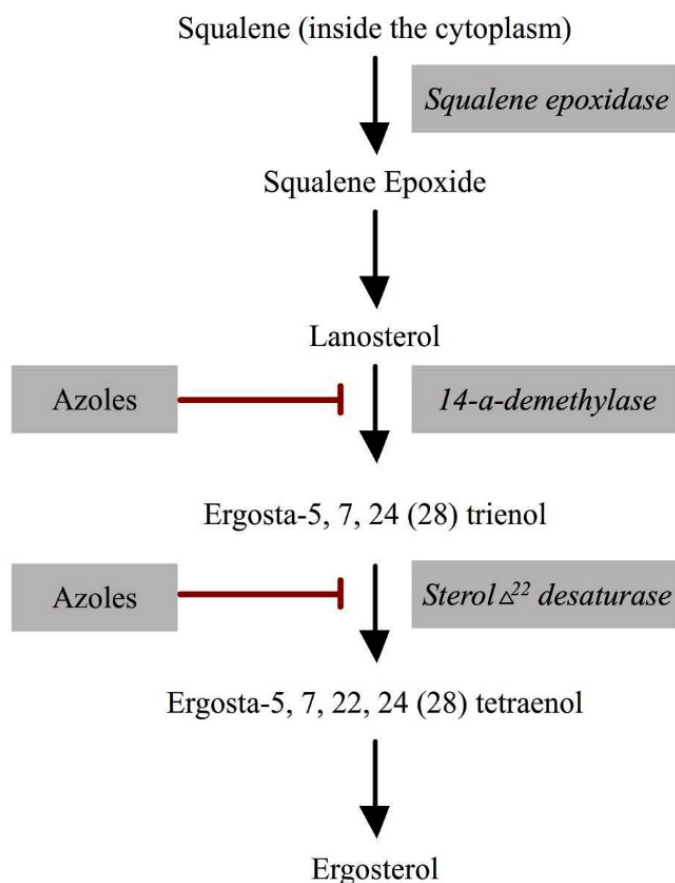 Squalene (inside the cytoplasm)
Squalene epoxidase
Squalene Epoxide
Lanosterol
Azoles
14-a-demethylase
Ergosta-5, 7, 24 (28) trienol
Azoles
Sterol △²² desaturase
Ergosta-5, 7, 22, 24 (28) tetraenol
Ergosterol